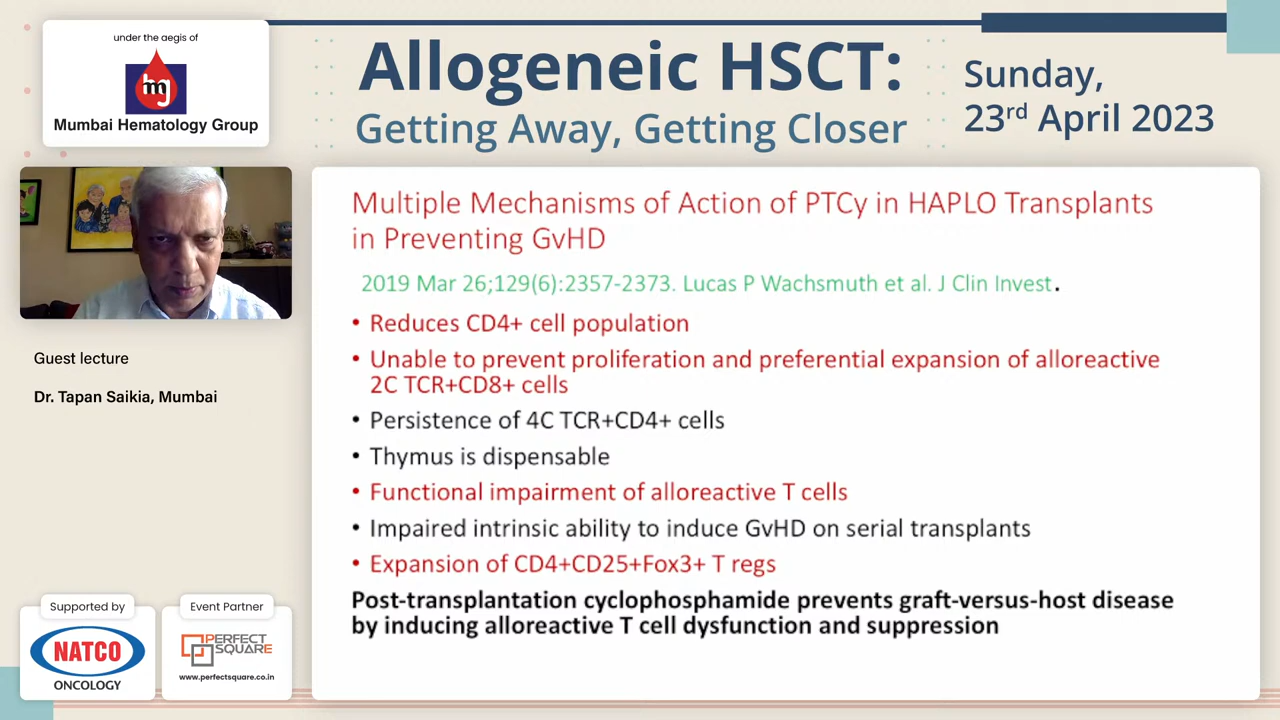 under the aegis of
hg
Mumbai Hematology Group
Allogeneic HSCT:
Getting Away, Getting Closer
Sunday,
23rd April 2023
Guest lecture
Dr. Tapan Saikia, Mumbai
Multiple Mechanisms of Action of PTCy in HAPLO Transplants
in Preventing GvHD
2019 Mar 26;129(6):2357-2373. Lucas P Wachsmuth et al. J Clin Invest.
• Reduces CD4+ cell population
• Unable to prevent proliferation and preferential expansion of alloreactive
2C TCR+CD8+ cells
• Persistence of 4C TCR+CD4+ cells
• Thymus is dispensable
• Functional impairment of alloreactive T cells
• Impaired intrinsic ability to induce GvHD on serial transplants
• Expansion of CD4+CD25+Fox3+ T regs
Post-transplantation cyclophosphamide prevents graft-versus-host disease
by inducing alloreactive T cell dysfunction and suppression
Supported by
NATCO
ONCOLOGY
Event Partner
PERFECT
SQUARE
www.perfectsquare.co.in